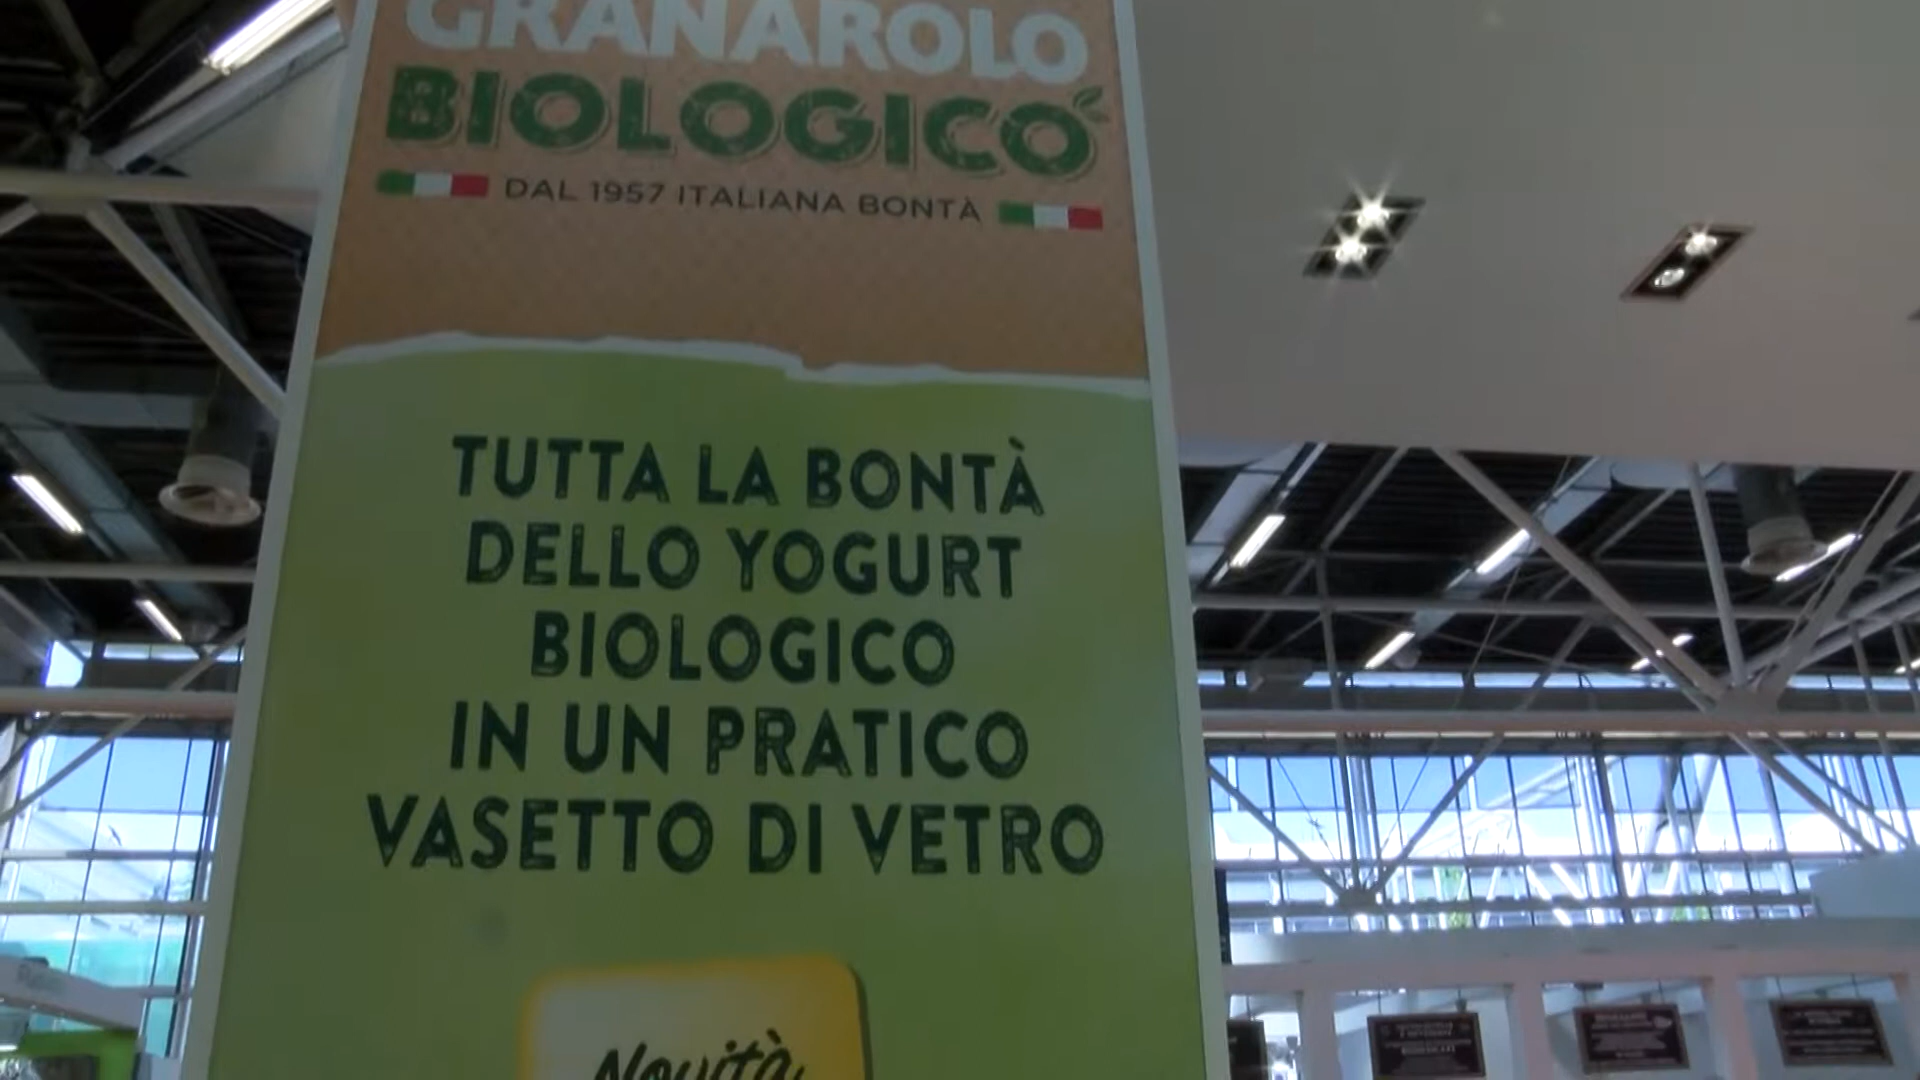 GRANAROLO
BIOLOGICO
DAL 1957 ITALIANA BONTÀ
TUTTA LA BONTÀ
DELLO YOGURT
BIOLOGICO
IN UN PRATICO
VASETTO DI VETRO
Novità